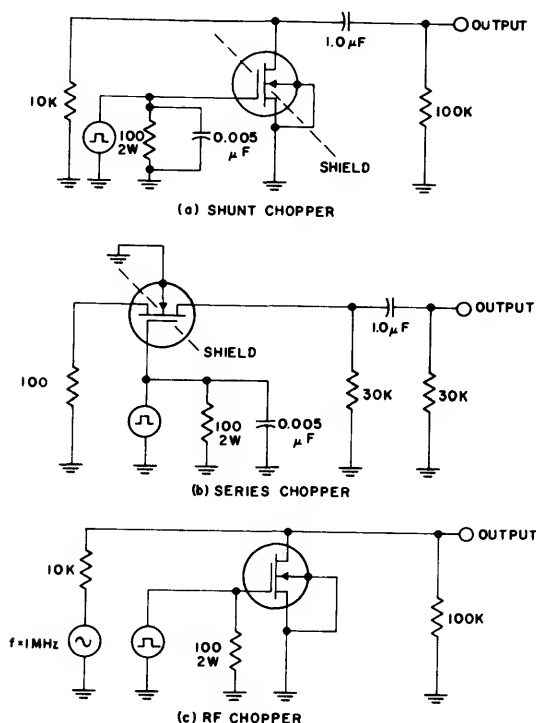 OUTPUT
1.0μF
10K
100
2W
0.005
μF
100K
SHIELD
(a) SHUNT CHOPPER
OUTPUT
1.0μF
SHIELD
100
100
2W
0.005
μF
30K
30K
(b) SERIES CHOPPER
OUTPUT
10K
f=1MHz
100
2W
100K
(c) RF CHOPPER